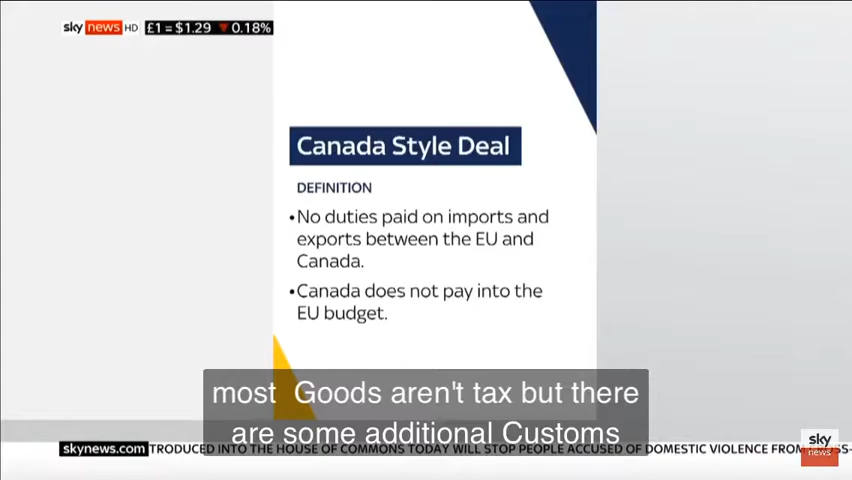 sky news HD £1 = $1.29 ▼ 0.18%
Canada Style Deal
DEFINITION
•No duties paid on imports and
exports between the EU and
Canada.
•Canada does not pay into the
EU budget.
most Goods aren't tax but there
are some additional Customs
sky
news
skynews.com TRODUCED INTO THE HOUSE OF COMMONS TODAY WILL STOP PEOPLE ACCUSED OF DOMESTIC VIOLENCE FROM